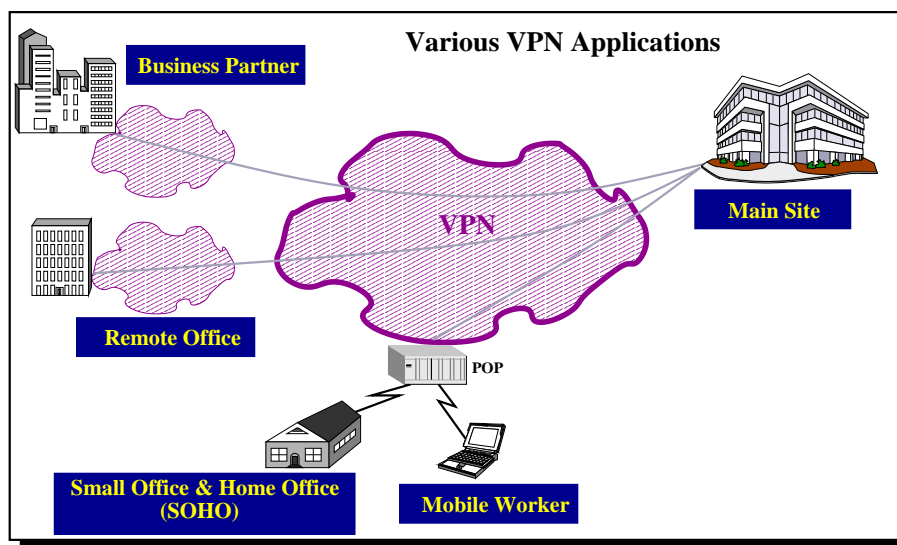 Various VPN Applications
Business Partner
Main Site
VPN
Remote Office
POP
Small Office & Home Office
(SOHO)
Mobile Worker